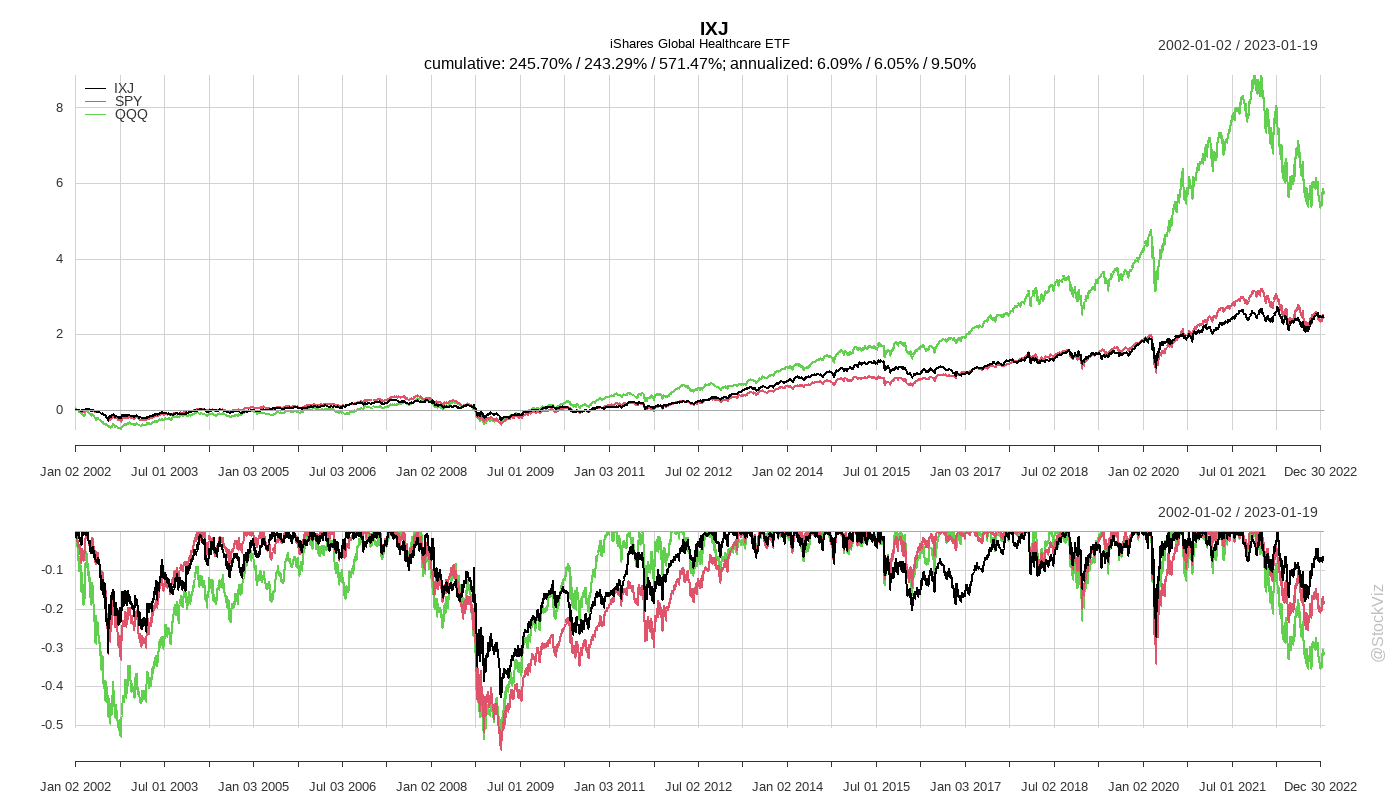 IXJ
iShares Global Healthcare ETF
2002-01-02 / 2023-01-19
cumulative: 245.70% / 243.29% / 571.47%; annualized: 6.09% / 6.05% / 9.50%
IXJ
SPY
QQQ
8
6
4
2
0
Jan 02 2002 Jul 01 2003 Jan 03 2005 Jul 03 2006 Jan 02 2008 Jul 01 2009 Jan 03 2011 Jul 02 2012 Jan 02 2014 Jul 01 2015 Jan 03 2017 Jul 02 2018 Jan 02 2020 Jul 01 2021 Dec 30 2022
2002-01-02 / 2023-01-19
-0.1
-0.2
-0.3
-0.4
-0.5
Jan 02 2002 Jul 01 2003 Jan 03 2005 Jul 03 2006 Jan 02 2008 Jul 01 2009 Jan 03 2011 Jul 02 2012 Jan 02 2014 Jul 01 2015 Jan 03 2017 Jul 02 2018 Jan 02 2020 Jul 01 2021 Dec 30 2022
@StockViz